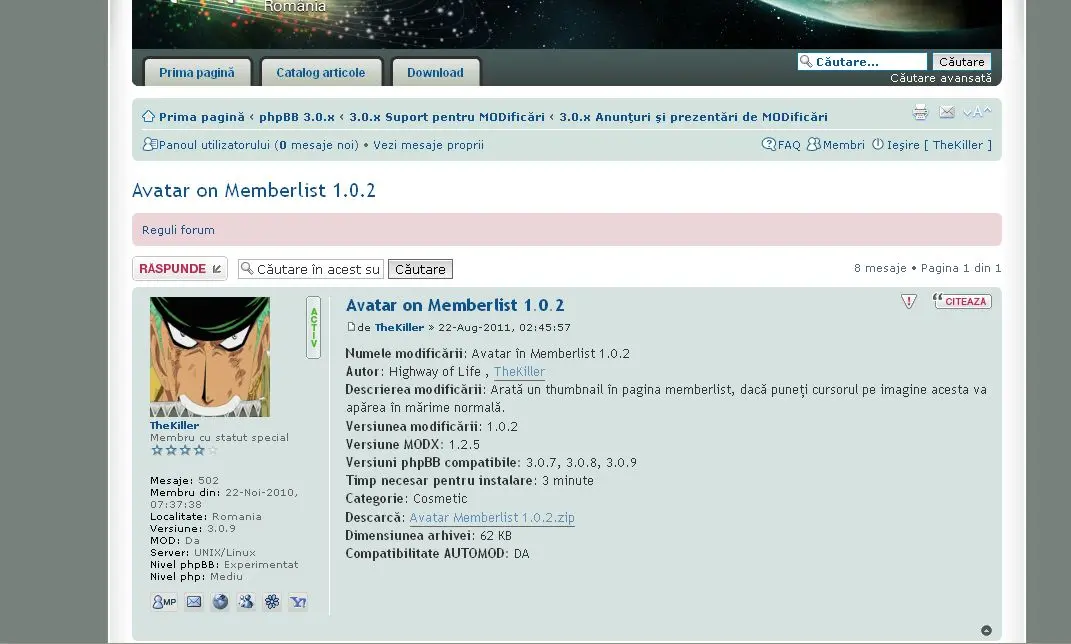 România
Prima pagină
Catalog articole
Download
Căutare...
Căutare
Căutare avansată
Prima pagină ‹ phpBB 3.0.x ‹ 3.0.x Suport pentru MODificări ‹ 3.0.x Anunţuri şi prezentări de MODificări
A
Panoul utilizatorului (0 mesaje noi) • Vezi mesaje proprii
FAQ Membri Ieşire [ TheKiller ]
Avatar on Memberlist 1.0.2
Reguli forum
RĂSPUNDE
Căutare în acest su
Căutare
8 mesaje • Pagina 1 din 1
ACTIV
TheKiller
Membru cu statut special
Mesaje: 502
Membru din: 22-Noi-2010,
07:37:38
Localitate: Romania
Versiune: 3.0.9
MOD: Da
Server: UNIX/Linux
Nivel phpBB: Experimentat
Nivel php: Mediu
MP
Y?
Avatar on Memberlist 1.0.2
CITEAZĂ
de TheKiller » 22-Aug-2011, 02:45:57
Numele modificării: Avatar în Memberlist 1.0.2
Autor: Highway of Life , TheKiller
Descrierea modificării: Arată un thumbnail în pagina memberlist, dacă puneţi cursorul pe imagine acesta va
apărea în mărime normală.
Versiunea modificării: 1.0.2
Versiune MODX: 1.2.5
Versiuni phpBB compatibile: 3.0.7, 3.0.8, 3.0.9
Timp necesar pentru instalare: 3 minute
Categorie: Cosmetic
Descarcă: Avatar Memberlist 1.0.2.zip
Dimensiunea arhivei: 62 KB
Compatibilitate AUTOMOD: DA